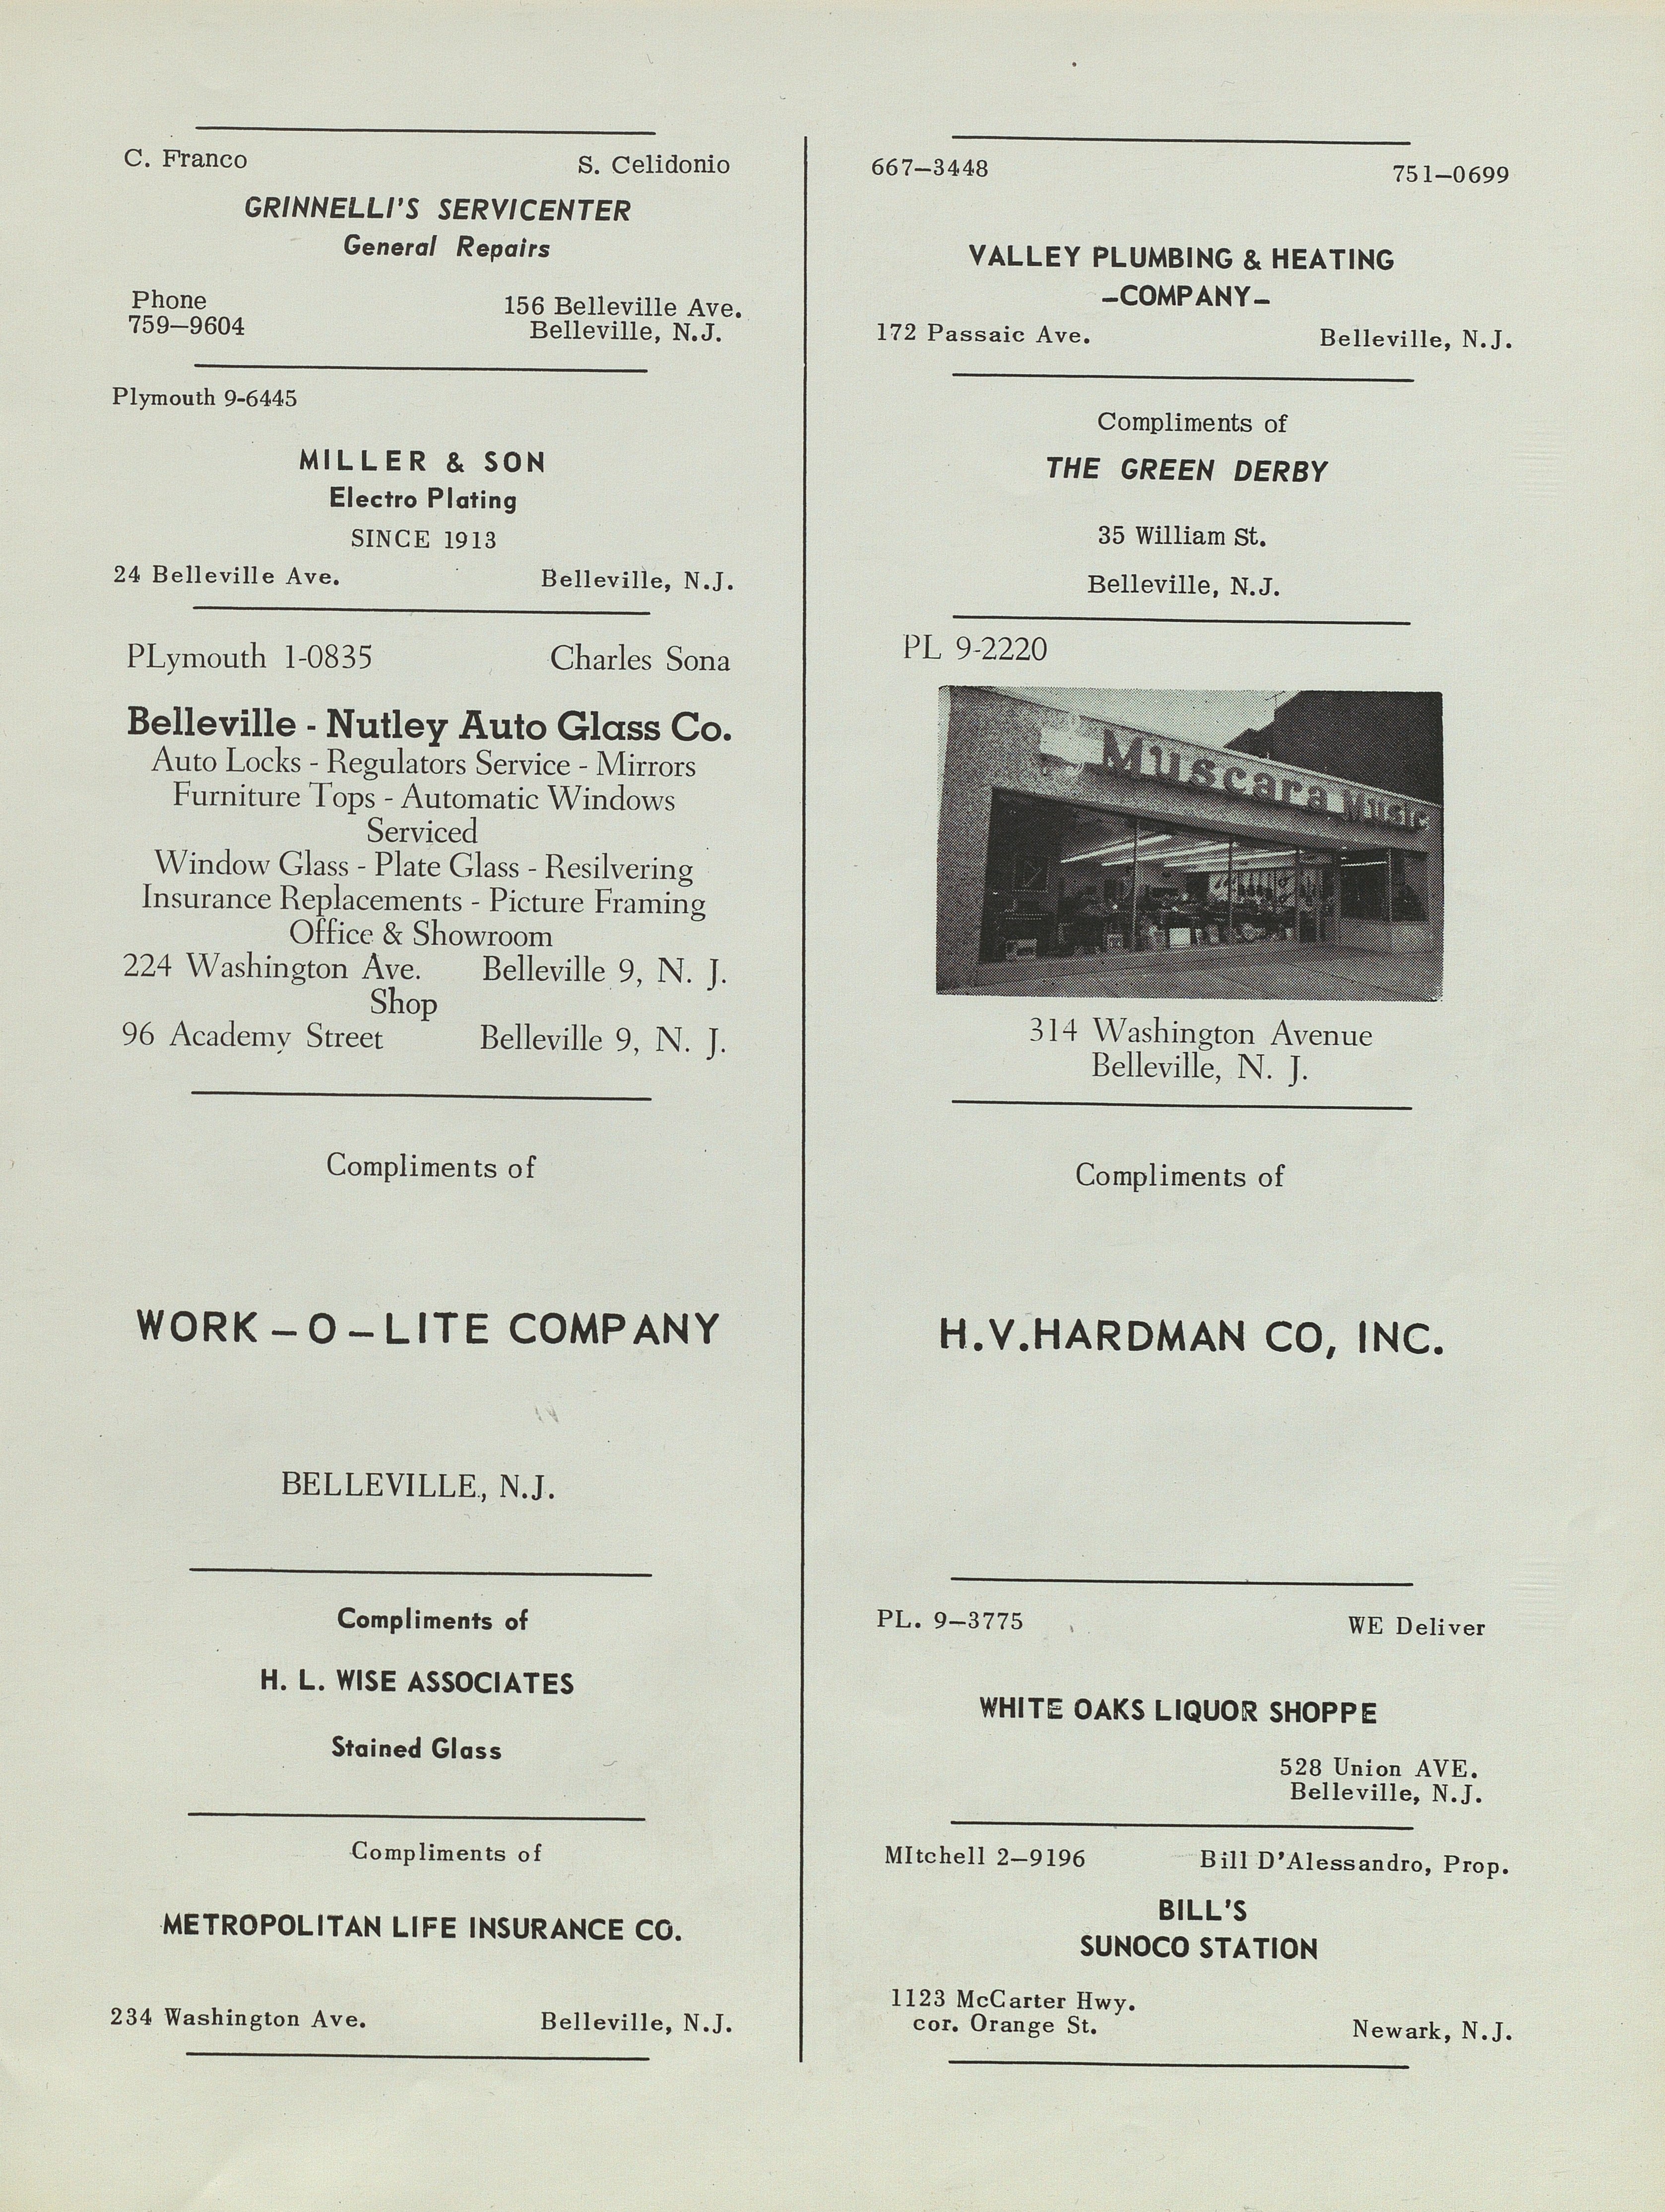 C. Franco S. Celidonio
GRINNELLI'S SERVICENTER
General Repairs
Phone
759–9604
156 Belleville Ave.
Belleville, N.J.
Plymouth 9-6445
MILLER & SON
Electro Plating
SINCE 1913
24 Belleville Ave. Belleville, N.J.
PLymouth 1-0835 Charles Sona
Belleville - Nutley Auto Glass Co.
Auto Locks - Regulators Service - Mirrors
Furniture Tops - Automatic Windows
Serviced
Window Glass - Plate Glass - Resilvering
Insurance Replacements - Picture Framing
Office & Showroom
224 Washington Ave. Belleville 9, N. J.
Shop
96 Academy Street Belleville 9, N. J.
Compliments of
WORK – O – LITE COMPANY
BELLEVILLE, N.J.
Compliments of
H. L. WISE ASSOCIATES
Stained Glass
Compliments of
METROPOLITAN LIFE INSURANCE CO.
234 Washington Ave. Belleville, N.J.
667–3448 751–0699
VALLEY PLUMBING & HEATING
–COMPANY–
172 Passaic Ave. Belleville, N.J.
Compliments of
THE GREEN DERBY
35 William St.
Belleville, N.J.
PL 9-2220
Muscara Music
314 Washington Avenue
Belleville, N. J.
Compliments of
H.V.HARDMAN CO, INC.
PL. 9–3775 WE Deliver
WHITE OAKS LIQUOR SHOPPE
528 Union AVE.
Belleville, N.J.
MItchell 2–9196 Bill D'Alessandro, Prop.
BILL'S
SUNOCO STATION
1123 McCarter Hwy.
cor. Orange St. Newark, N.J.